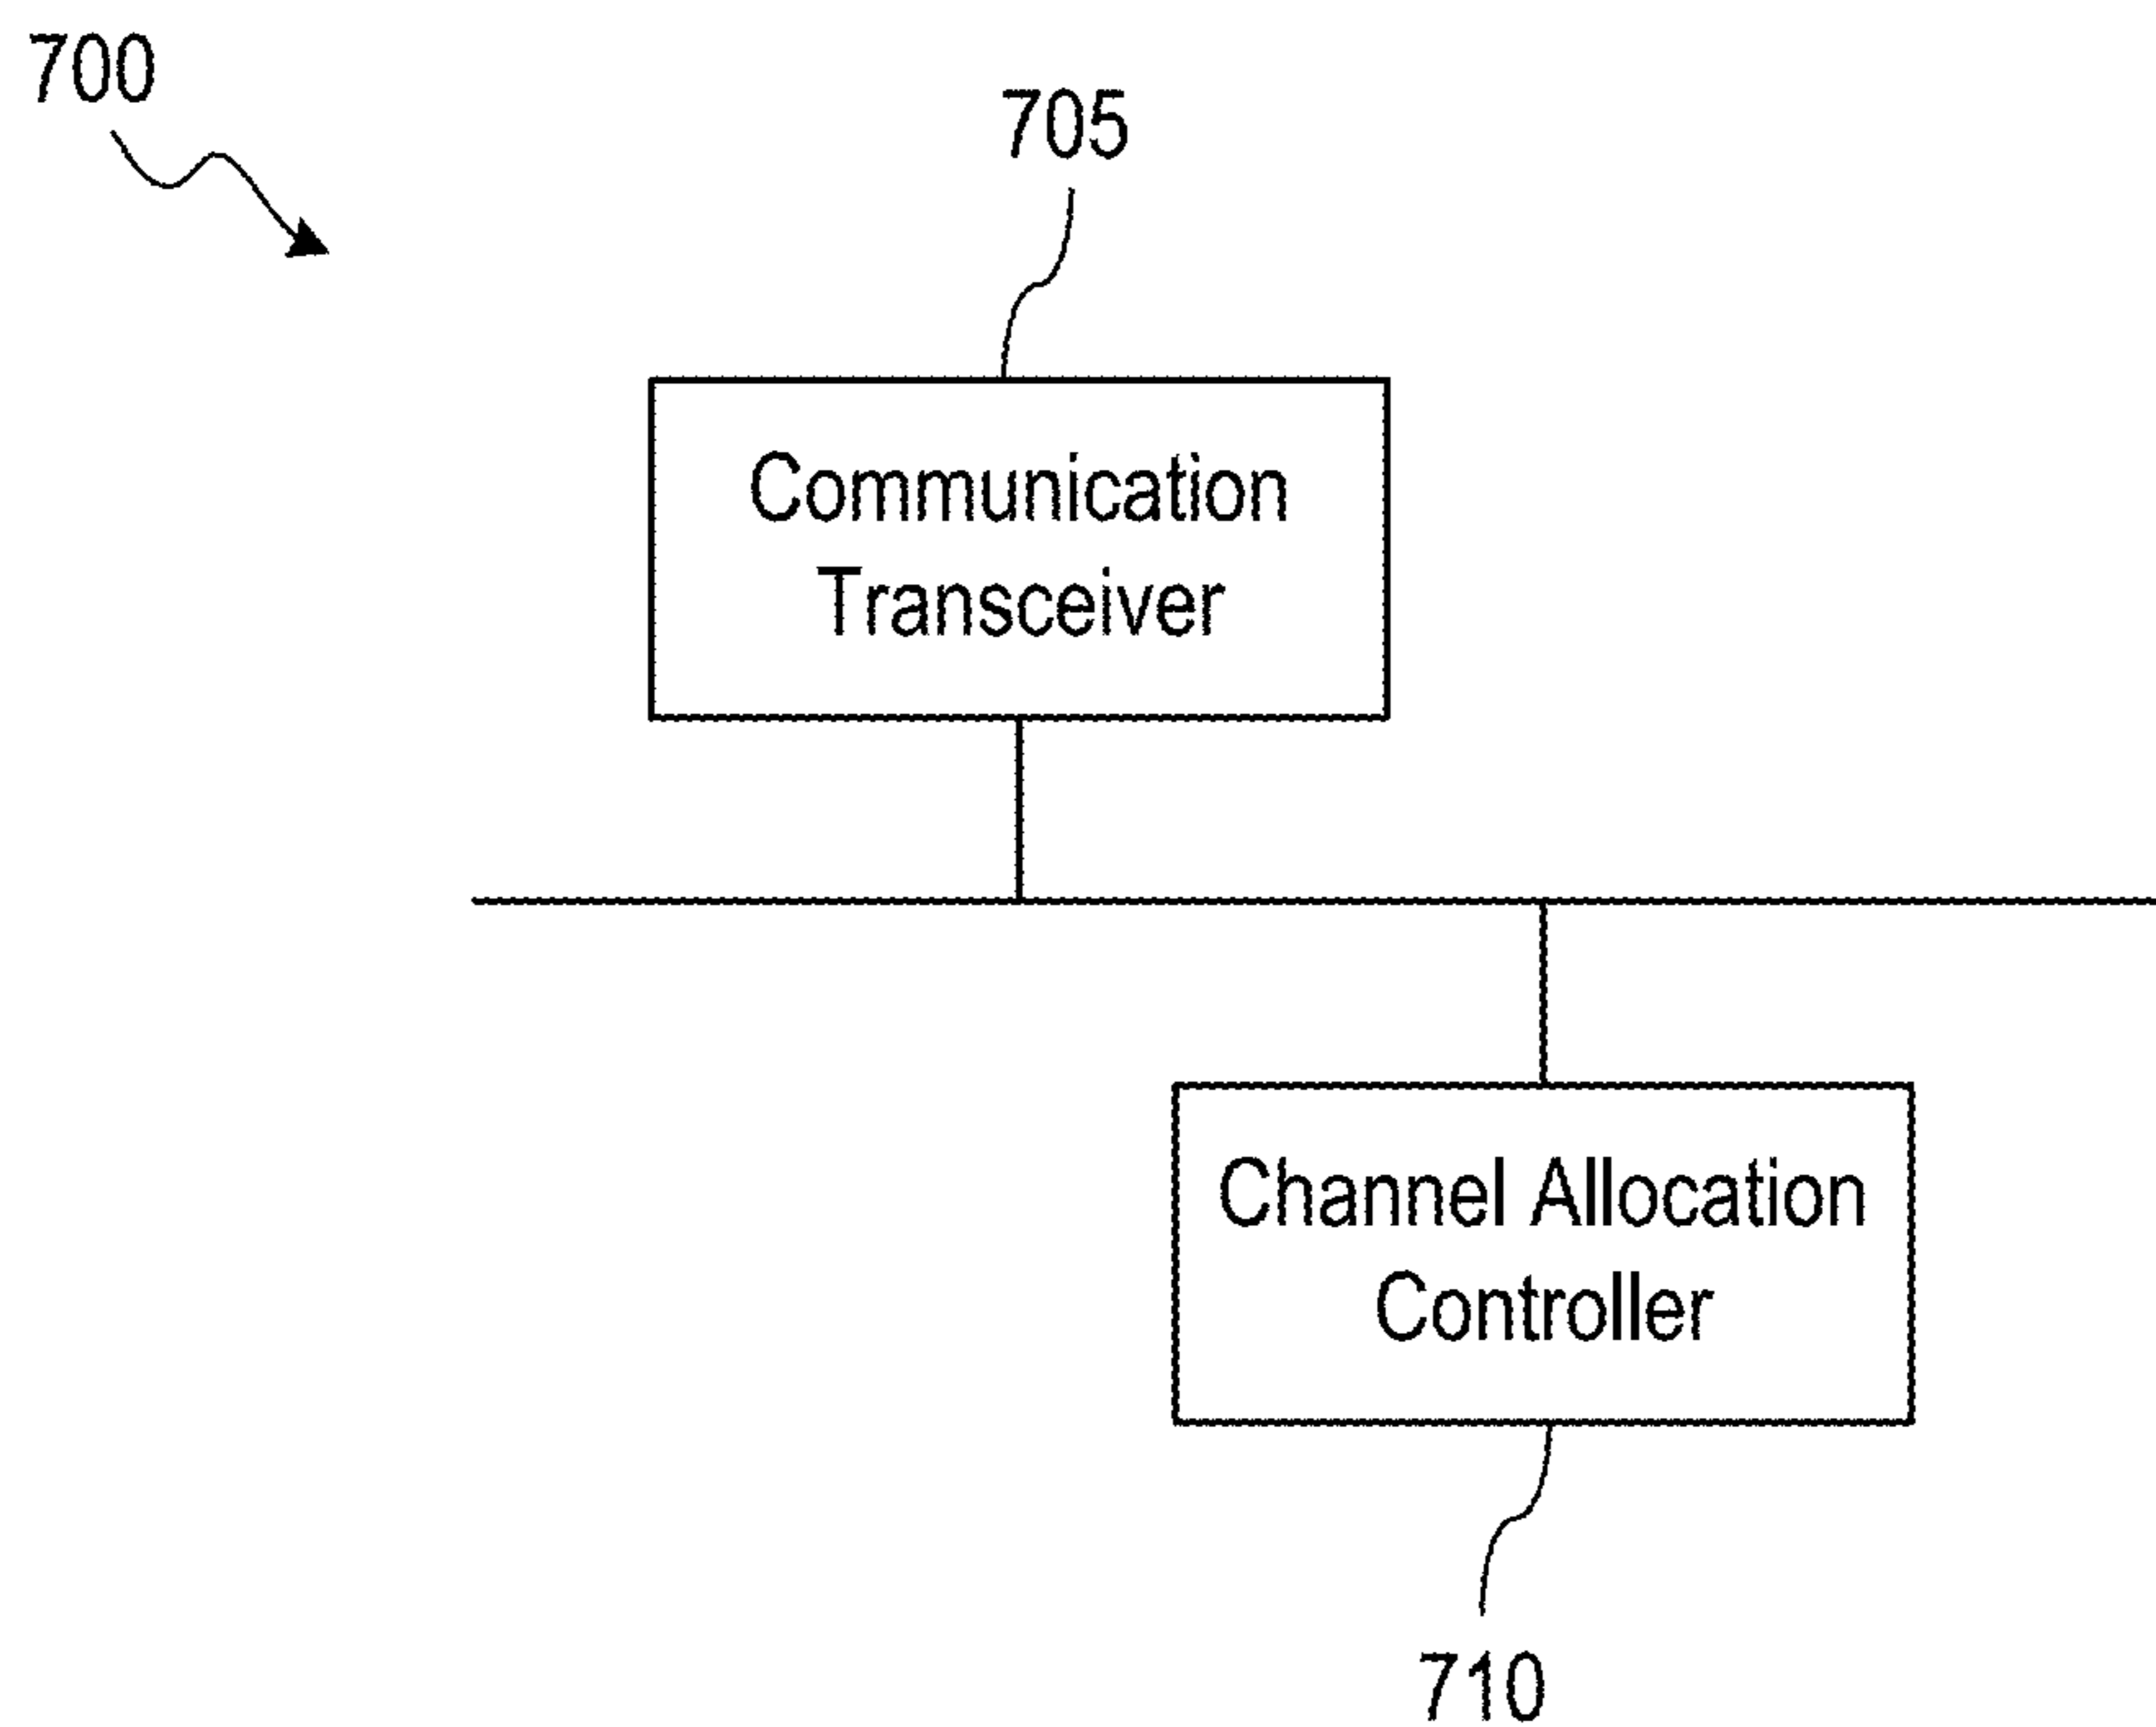 700
705
Communication
Transceiver
Channel Allocation
Controller
710